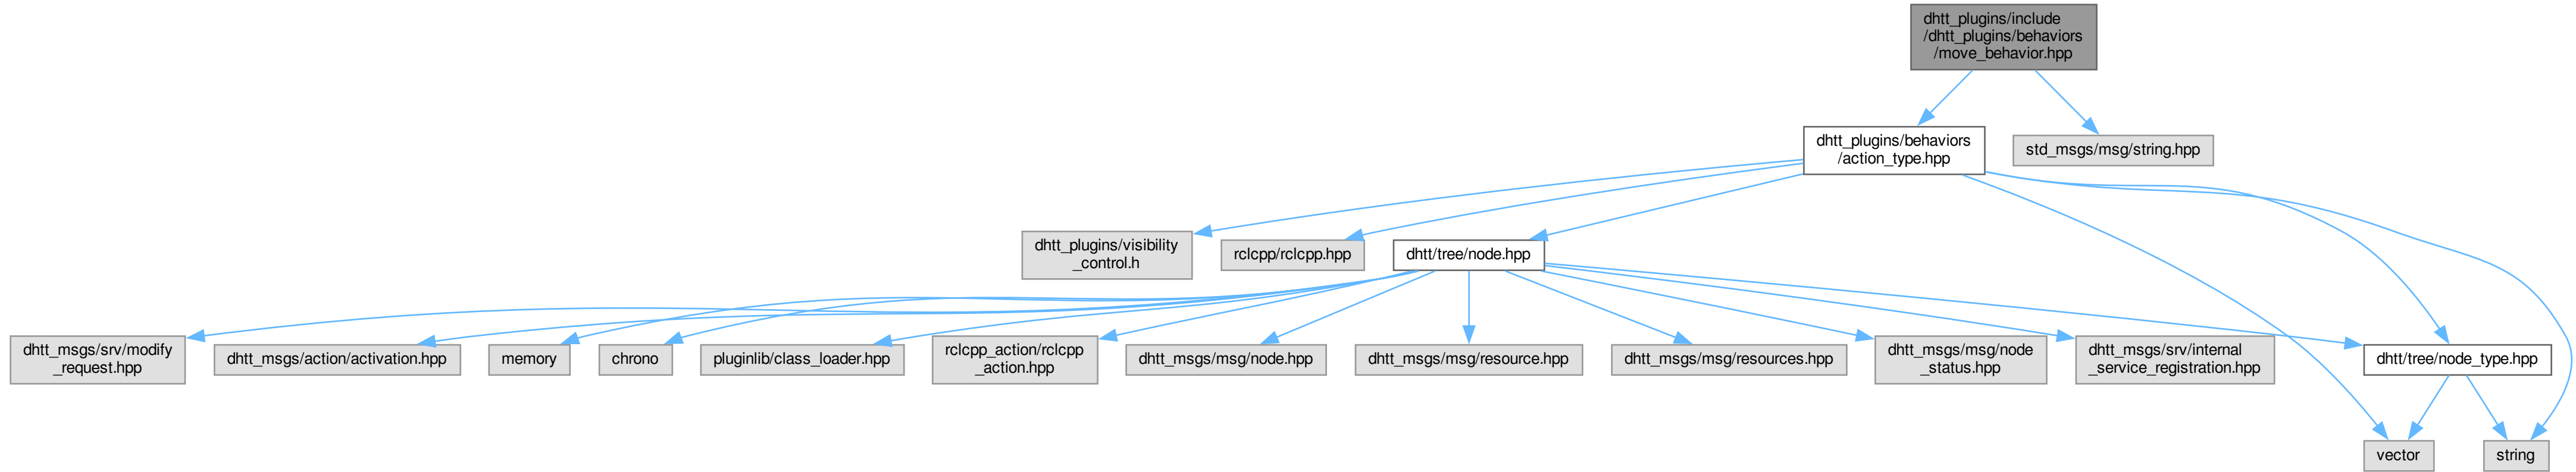 dhtt_plugins/include
/dhtt_plugins/behaviors
/move_behavior.hpp
dhtt_plugins/behaviors
/action_type.hpp
std_msgs/msg/string.hpp
dhtt_plugins/visibility
_control.h
rclcpp/rclcpp.hpp
dhtt/tree/node.hpp
dhtt_msgs/srv/modify
_request.hpp
dhtt_msgs/action/activation.hpp
memory
chrono
pluginlib/class_loader.hpp
rclcpp_action/rclcpp
_action.hpp
dhtt_msgs/msg/node.hpp
dhtt_msgs/msg/resource.hpp
dhtt_msgs/msg/resources.hpp
dhtt_msgs/msg/node
_status.hpp
dhtt_msgs/srv/internal
_service_registration.hpp
dhtt/tree/node_type.hpp
vector
string